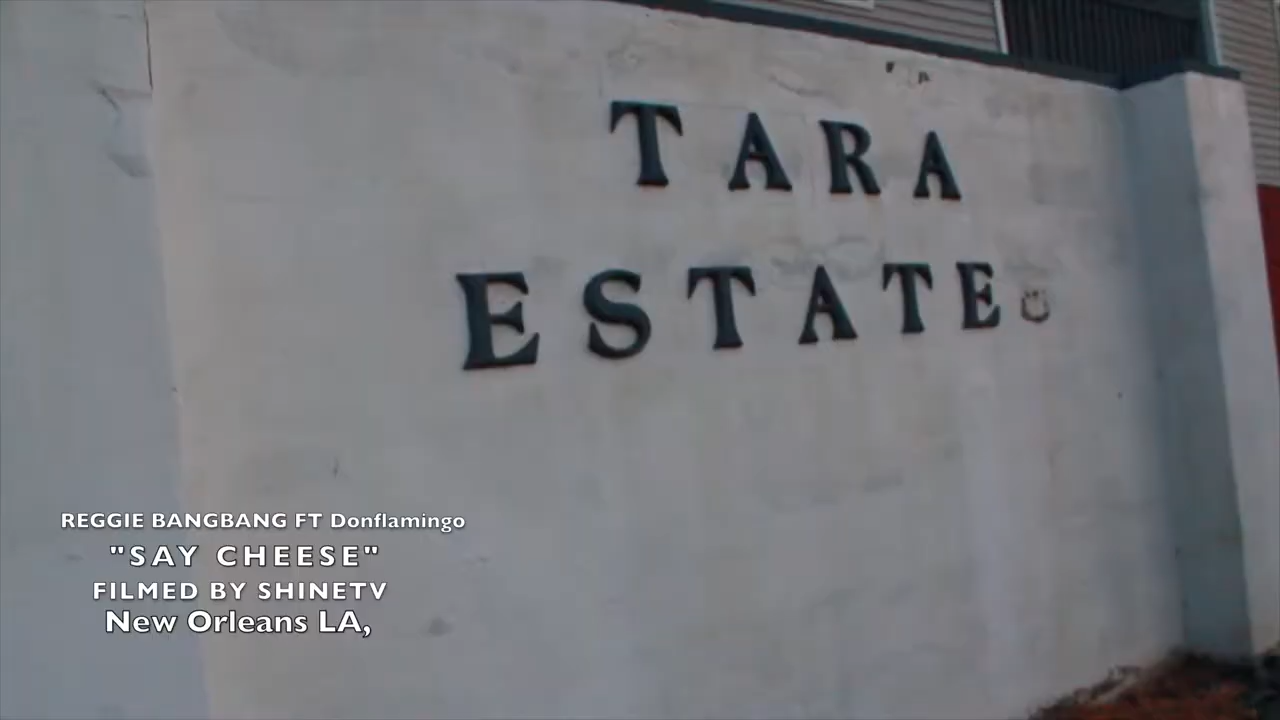 TARA
ESTATE
REGGIE BANGBANG FT Donflamingo
"SAY CHEESE"
FILMED BY SHINETV
New Orleans LA,